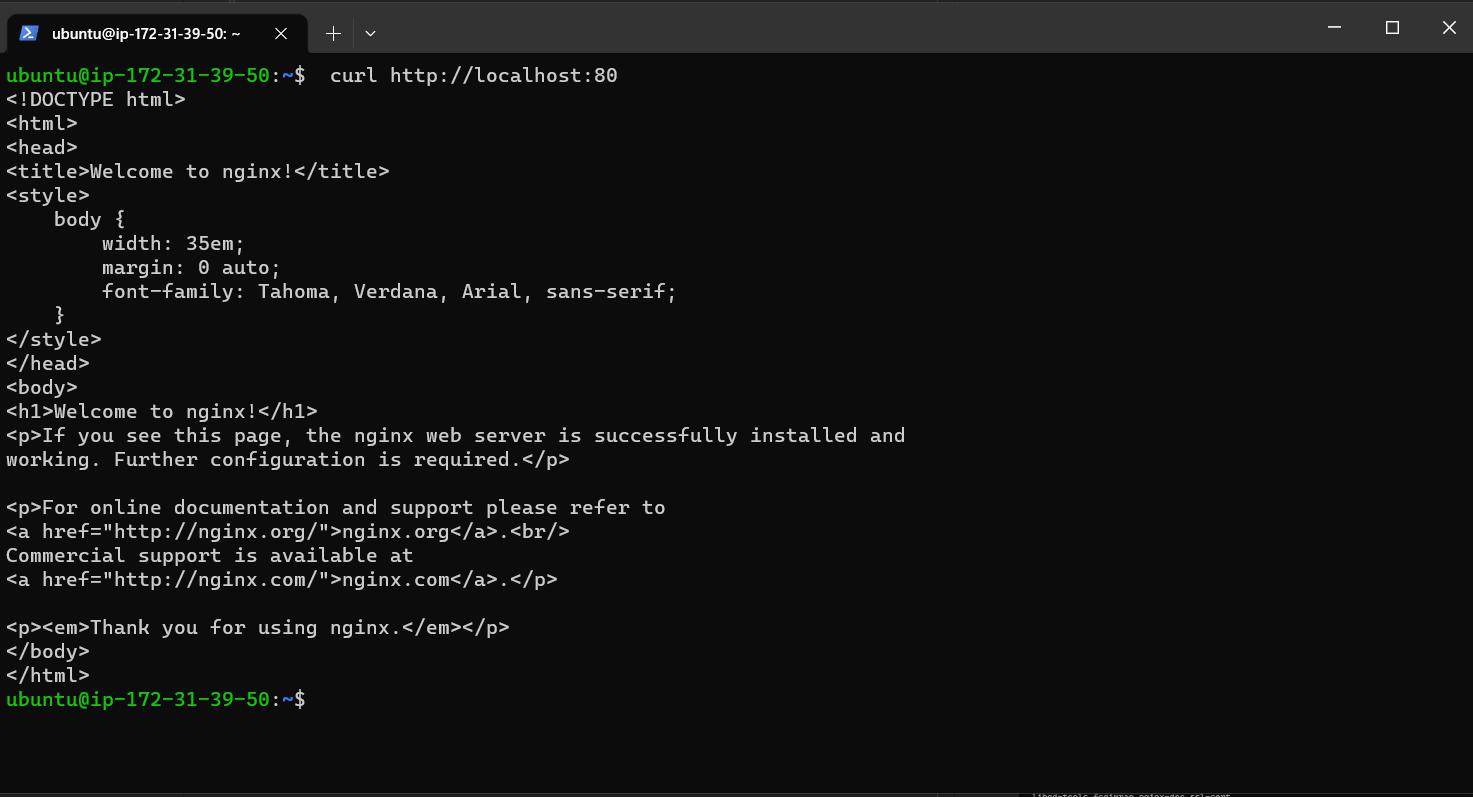 ubuntu@ip-172-31-39-50: ~
ubuntu@ip-172-31-39-50:~$  curl http://localhost:80
<!DOCTYPE html>
<html>
<head>
<title>Welcome to nginx!</title>
<style>
    body {
        width: 35em;
        margin: 0 auto;
        font-family: Tahoma, Verdana, Arial, sans-serif;
    }
</style>
</head>
<body>
<h1>Welcome to nginx!</h1>
<p>If you see this page, the nginx web server is successfully installed and
working. Further configuration is required.</p>

<p>For online documentation and support please refer to
<a href="http://nginx.org/">nginx.org</a>.<br/>
Commercial support is available at
<a href="http://nginx.com/">nginx.com</a>.</p>

<p><em>Thank you for using nginx.</em></p>
</body>
</html>
ubuntu@ip-172-31-39-50:~$